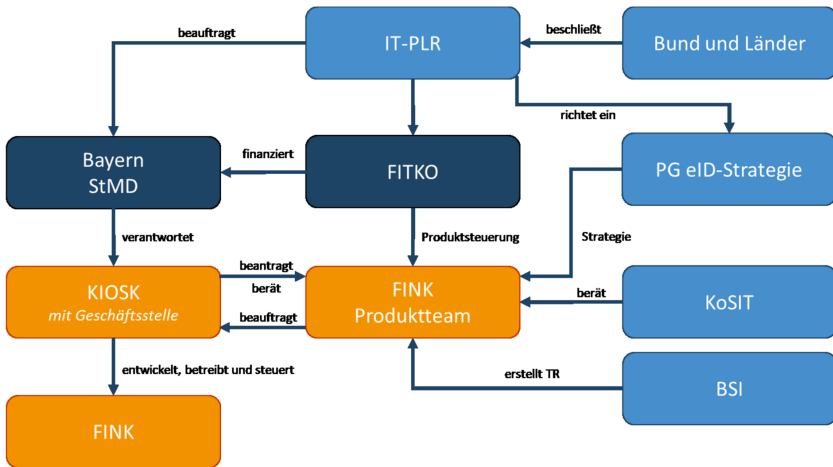 beauftragt
IT-PLR
beschließt
Bund und Länder
richtet ein
Bayern
StMD
finanziert
FITKO
PG eID-Strategie
verantwortet
Produktsteuerung
Strategie
KIOSK
mit Geschäftsstelle
beantragt
berät
beauftragt
FINK
Produktteam
berät
KoSIT
entwickelt, betreibt und steuert
erstellt TR
BSI
FINK